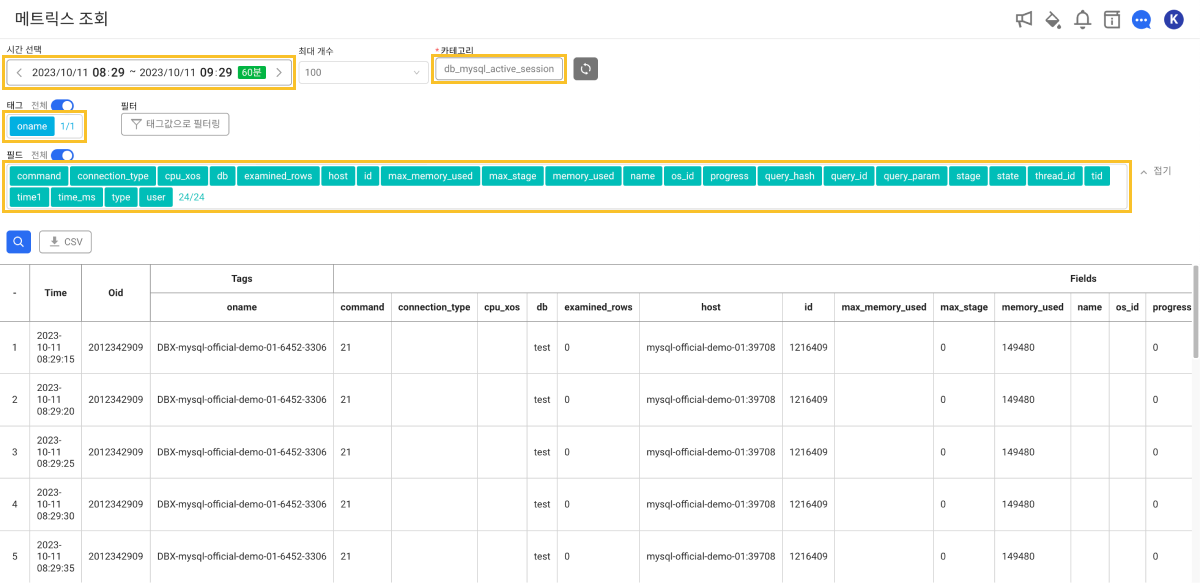 메트릭스 조회
K
시간 선택
최대 개수
* 카테고리
2023/10/11 08:29 ~ 2023/10/11 09:29 60분
100
db_mysql_active_session
태그 전체
필터
oname 1/1
태그값으로 필터링
필드 전체
command connection_type cpu_xos db examined_rows host id max_memory_used max_stage memory_used name os_id progress query_hash query_id query_param stage state thread_id tid
접기
time1 time_ms type user 24/24
CSV
- Time Oid Tags Fields
oname command connection_type cpu_xos db examined_rows host id max_memory_used max_stage memory_used name os_id progress
1 2023-10-11 08:29:15 2012342909 DBX-mysql-official-demo-01-6452-3306 21 test 0 mysql-official-demo-01:39708 1216409 0 149480 0
2 2023-10-11 08:29:20 2012342909 DBX-mysql-official-demo-01-6452-3306 21 test 0 mysql-official-demo-01:39708 1216409 0 149480 0
3 2023-10-11 08:29:25 2012342909 DBX-mysql-official-demo-01-6452-3306 21 test 0 mysql-official-demo-01:39708 1216409 0 149480 0
4 2023-10-11 08:29:30 2012342909 DBX-mysql-official-demo-01-6452-3306 21 test 0 mysql-official-demo-01:39708 1216409 0 149480 0
5 2023-10-11 08:29:35 2012342909 DBX-mysql-official-demo-01-6452-3306 21 test 0 mysql-official-demo-01:39708 1216409 0 149480 0